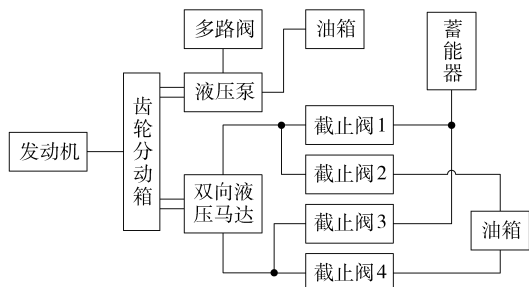 多路阀
油箱
蓄能器
液压泵
齿轮分动箱
发动机
截止阀1
截止阀2
双向液
压马达
截止阀3
油箱
截止阀4